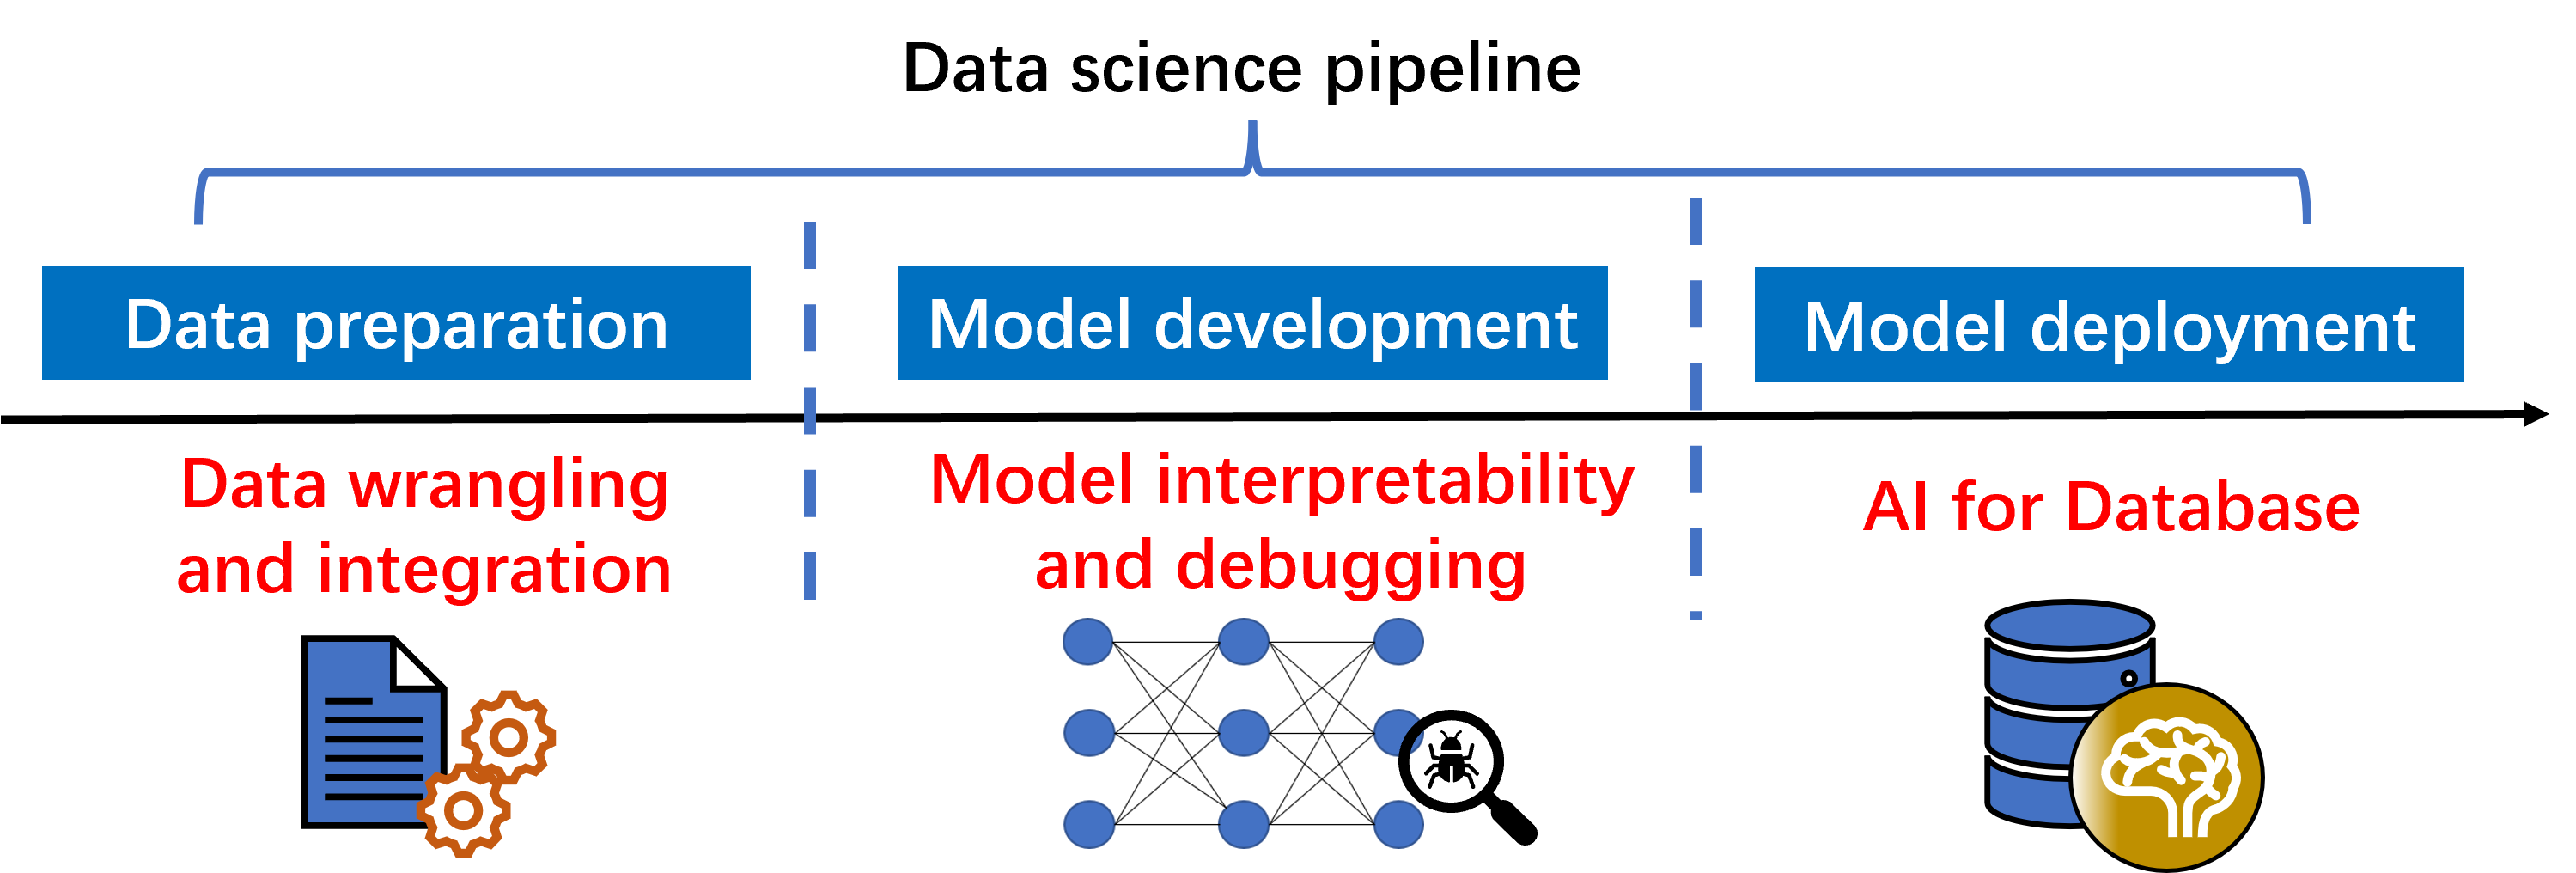 Data science pipeline
Data preparation
Model development
Model deployment
Data wrangling
and integration
Model interpretability
and debugging
AI for Database